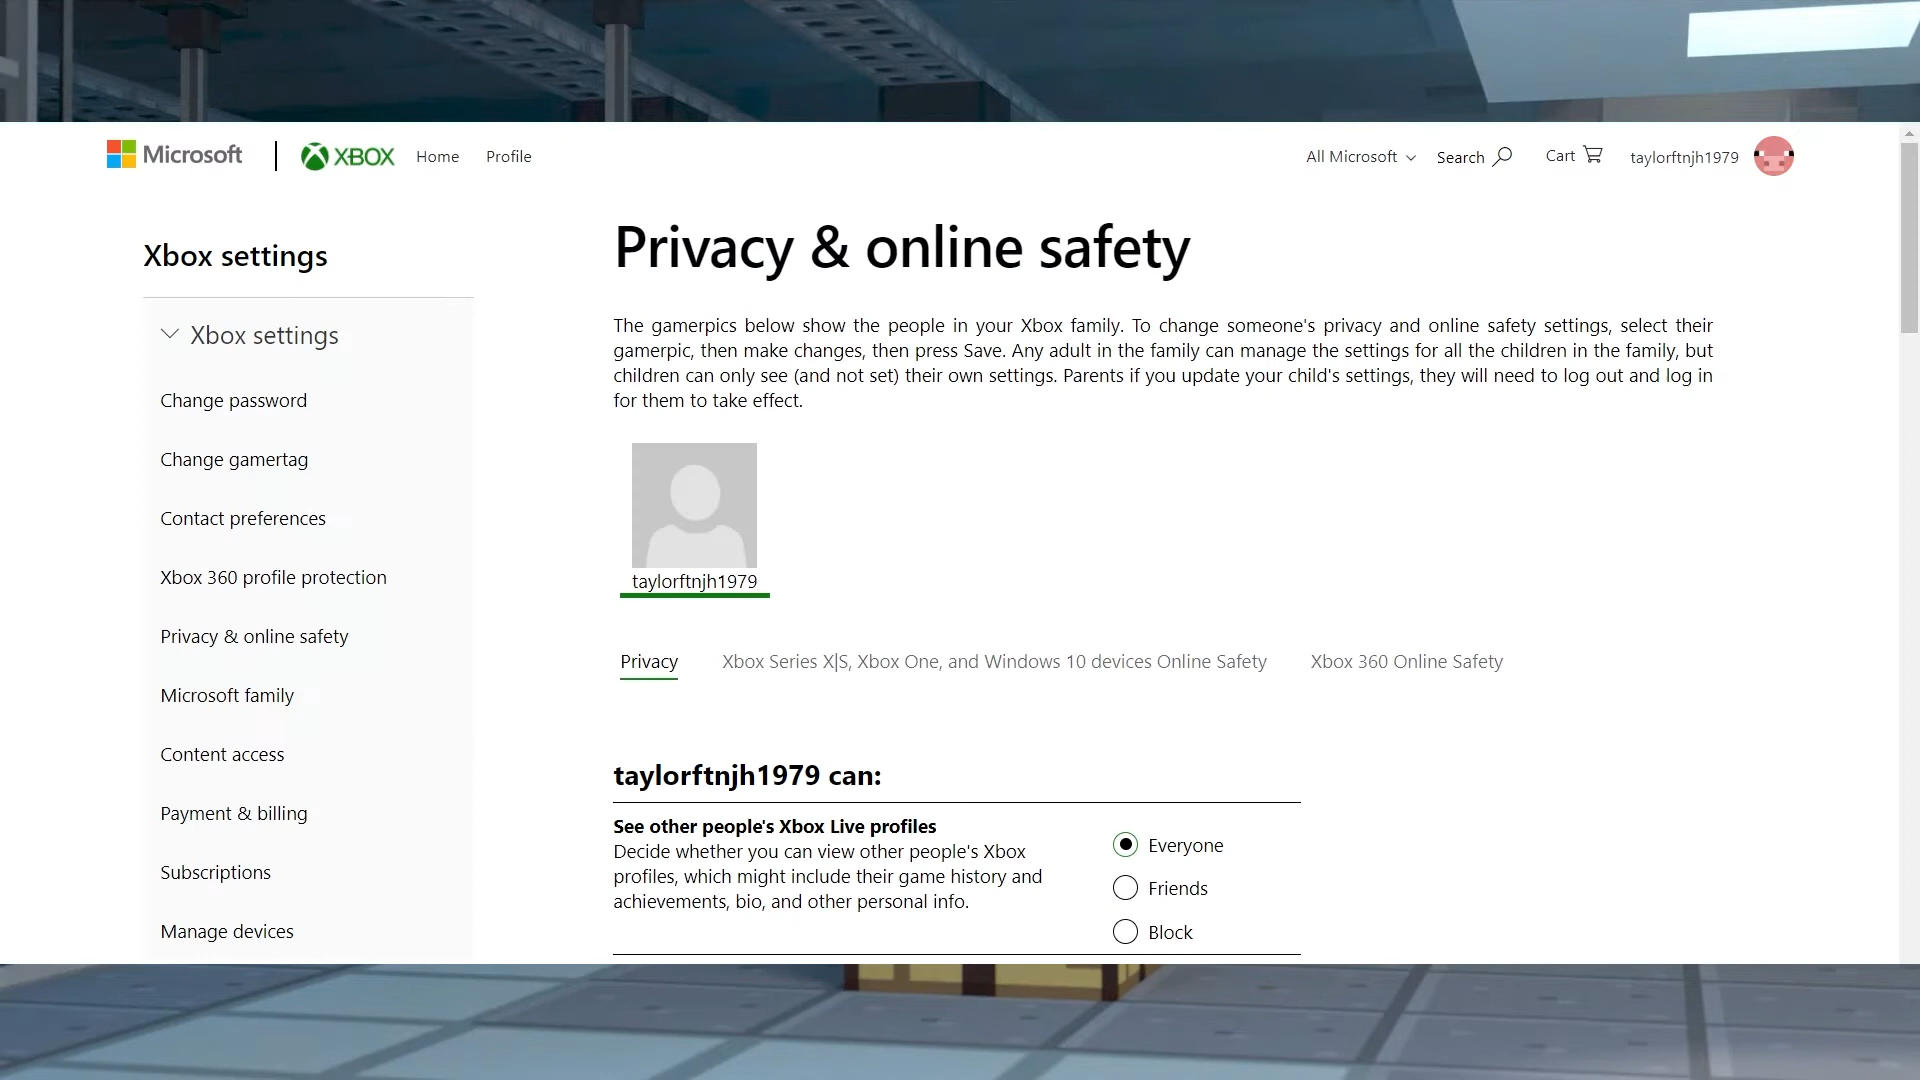 Microsoft
XBOX
Home
Profile
All Microsoft
Search
Cart
taylorftnjh1979
Xbox settings
Xbox settings
Change password
Change gamertag
Contact preferences
Xbox 360 profile protection
Privacy & online safety
Microsoft family
Content access
Payment & billing
Subscriptions
Manage devices
Privacy & online safety
The gamerpics below show the people in your Xbox family. To change someone's privacy and online safety settings, select their
gamerpic, then make changes, then press Save. Any adult in the family can manage the settings for all the children in the family, but
children can only see (and not set) their own settings. Parents if you update your child's settings, they will need to log out and log in
for them to take effect.
taylorftnjh1979
Privacy
Xbox Series X|S, Xbox One, and Windows 10 devices Online Safety
Xbox 360 Online Safety
taylorftnjh1979 can:
See other people's Xbox Live profiles
Decide whether you can view other people's Xbox
profiles, which might include their game history and
achievements, bio, and other personal info.
Everyone
Friends
Block